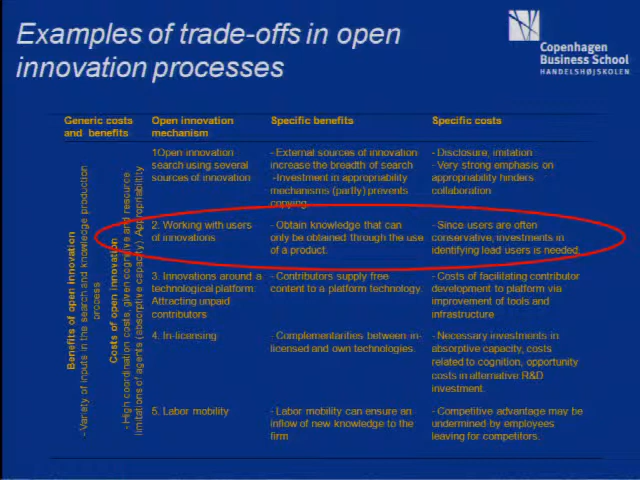 Examples of trade-offs in open
innovation processes
Copenhagen
Business School
HANDELSHØJSKOLEN
Generic costs
and benefits
Open innovation
mechanism
Specific benefits
Specific costs
Benefits of open innovation
- Variety of inputs in the search and knowledge production
process
Costs of open innovation
- High coordination costs, given cognitive and resource
limitations of agents (absorptive capacity) Appropriability
1Open innovation
search using several
sources of innovation
- External sources of innovation
increase the breadth of search
-Investment in appropriability
mechanisms (partly) prevents
copying
- Disclosure, imitation
- Very strong emphasis on
appropriability hinders
collaboration
2. Working with users
of innovations
- Obtain knowledge that can
only be obtained through the use
of a product.
- Since users are often
conservative, investments in
identifying lead users is needed
3. Innovations around a
technological platform:
Attracting unpaid
contributors
- Contributors supply free
content to a platform technology.
- Costs of facilitating contributor
development to platform via
improvement of tools and
infrastructure
4. In-licensing
- Complementarities between in-
licensed and own technologies.
- Necessary investments in
absorptive capacity, costs
related to cognition, opportunity
costs in alternative R&D
investment.
5. Labor mobility
- Labor mobility can ensure an
inflow of new knowledge to the
firm
- Competitive advantage may be
undermined by employees
leaving for competitors.